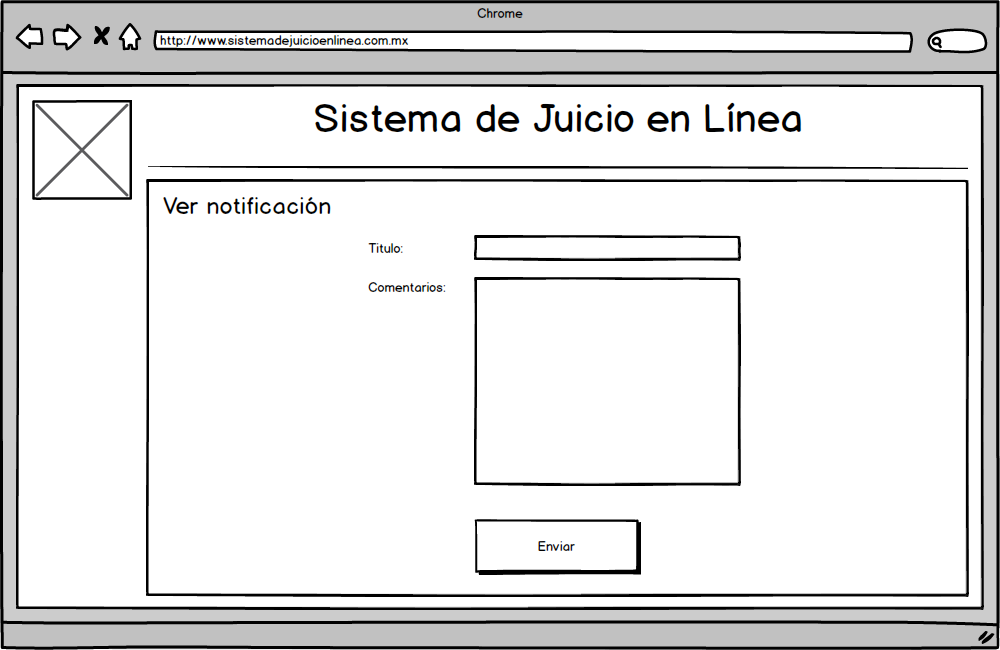 Chrome
http://www.sistemadejuicioenlinea.com.mx
Sistema de Juicio en Línea
Ver notificación
Titulo:
Comentarios:
Enviar